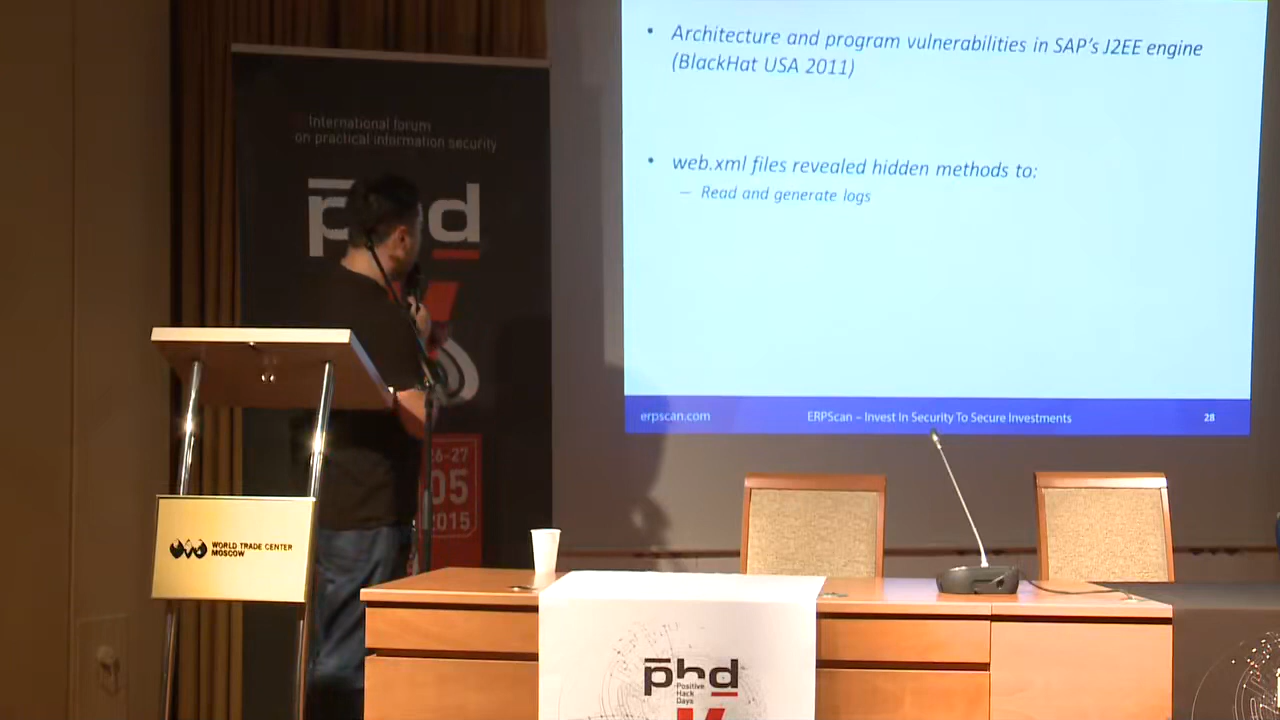 • Architecture and program vulnerabilities in SAP's J2EE engine
(BlackHat USA 2011)
• web.xml files revealed hidden methods to:
– Read and generate logs
erpscan.com
ERPScan – Invest In Security To Secure Investments
28
International forum
on practical information security
26-27
05
2015
WORLD TRADE CENTER
MOSCOW
phd
Positive
Hack
Days